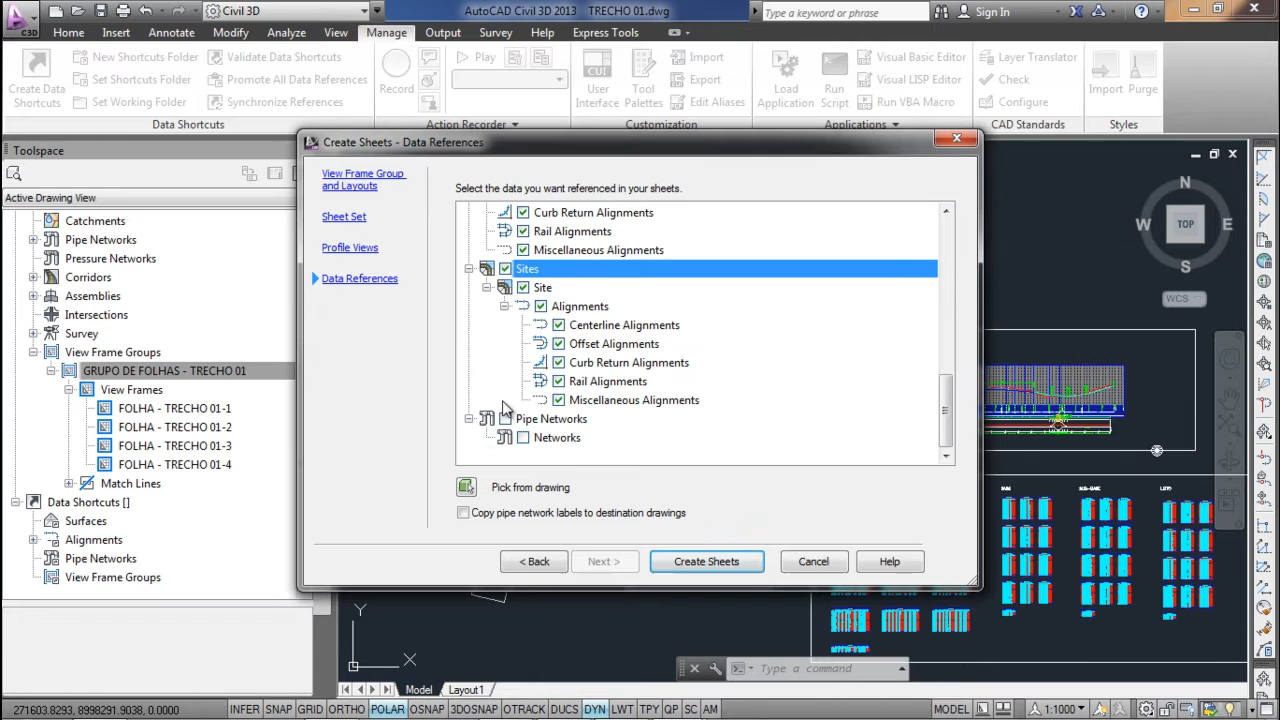 Civil 3D
AutoCAD Civil 3D 2013 TRECHO 01.dwg
Type a keyword or phrase
Sign In
C3D
Home Insert Annotate Modify Analyze View Manage Output Survey Help Express Tools
Create Data Shortcuts
New Shortcuts Folder
Set Shortcuts Folder
Set Working Folder
Validate Data Shortcuts
Promote All Data References
Synchronize References
Data Shortcuts
Record
Play
Action Recorder
User Interface
CUI
Tool Palettes
Import
Export
Edit Aliases
Customization
Load Application
Run Script
Visual Basic Editor
Visual LISP Editor
Run VBA Macro
Applications
Layer Translator
Check
Configure
CAD Standards
Import
Purge
Styles
Toolspace
Active Drawing View
Catchments
Pipe Networks
Pressure Networks
Corridors
Assemblies
Intersections
Survey
View Frame Groups
GRUPO DE FOLHAS - TRECHO 01
View Frames
FOLHA - TRECHO 01-1
FOLHA - TRECHO 01-2
FOLHA - TRECHO 01-3
FOLHA - TRECHO 01-4
Match Lines
Data Shortcuts []
Surfaces
Alignments
Pipe Networks
View Frame Groups
Create Sheets - Data References
View Frame Group and Layouts
Sheet Set
Profile Views
Data References
Select the data you want referenced in your sheets.
Curb Return Alignments
Rail Alignments
Miscellaneous Alignments
Sites
Site
Alignments
Centerline Alignments
Offset Alignments
Curb Return Alignments
Rail Alignments
Miscellaneous Alignments
Pipe Networks
Networks
Pick from drawing
Copy pipe network labels to destination drawings
< Back
Next >
Create Sheets
Cancel
Help
N
W TOP E
S
WCS
Y
X
Type a command
Model Layout1
271603.8293, 8998291.9038, 0.0000
INFER SNAP GRID ORTHO POLAR OSNAP 3DOSNAP OTRACK DUCS DYN LWT TPY QP SC AM
MODEL
1:1000